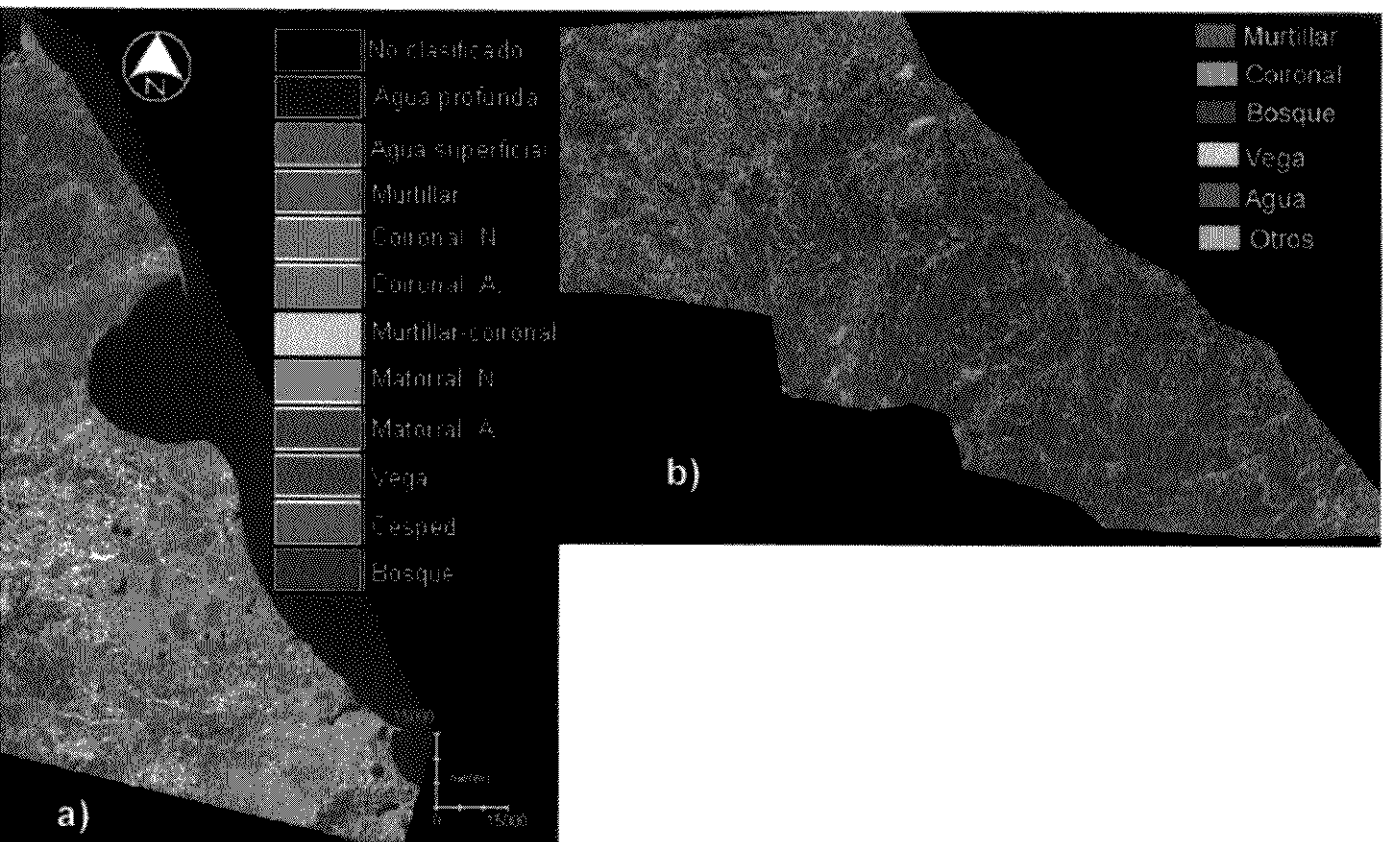 N
No clasificado
Agua profunda
Agua superficial
Murtillar
Coironal N
Coironal A.
Murtillar-coironal
Matorral N
Matorral A
Vega
Cesped
Bosque
0 15000
a)
Murtillar
Coironal
Bosque
Vega
Agua
Otros
b)